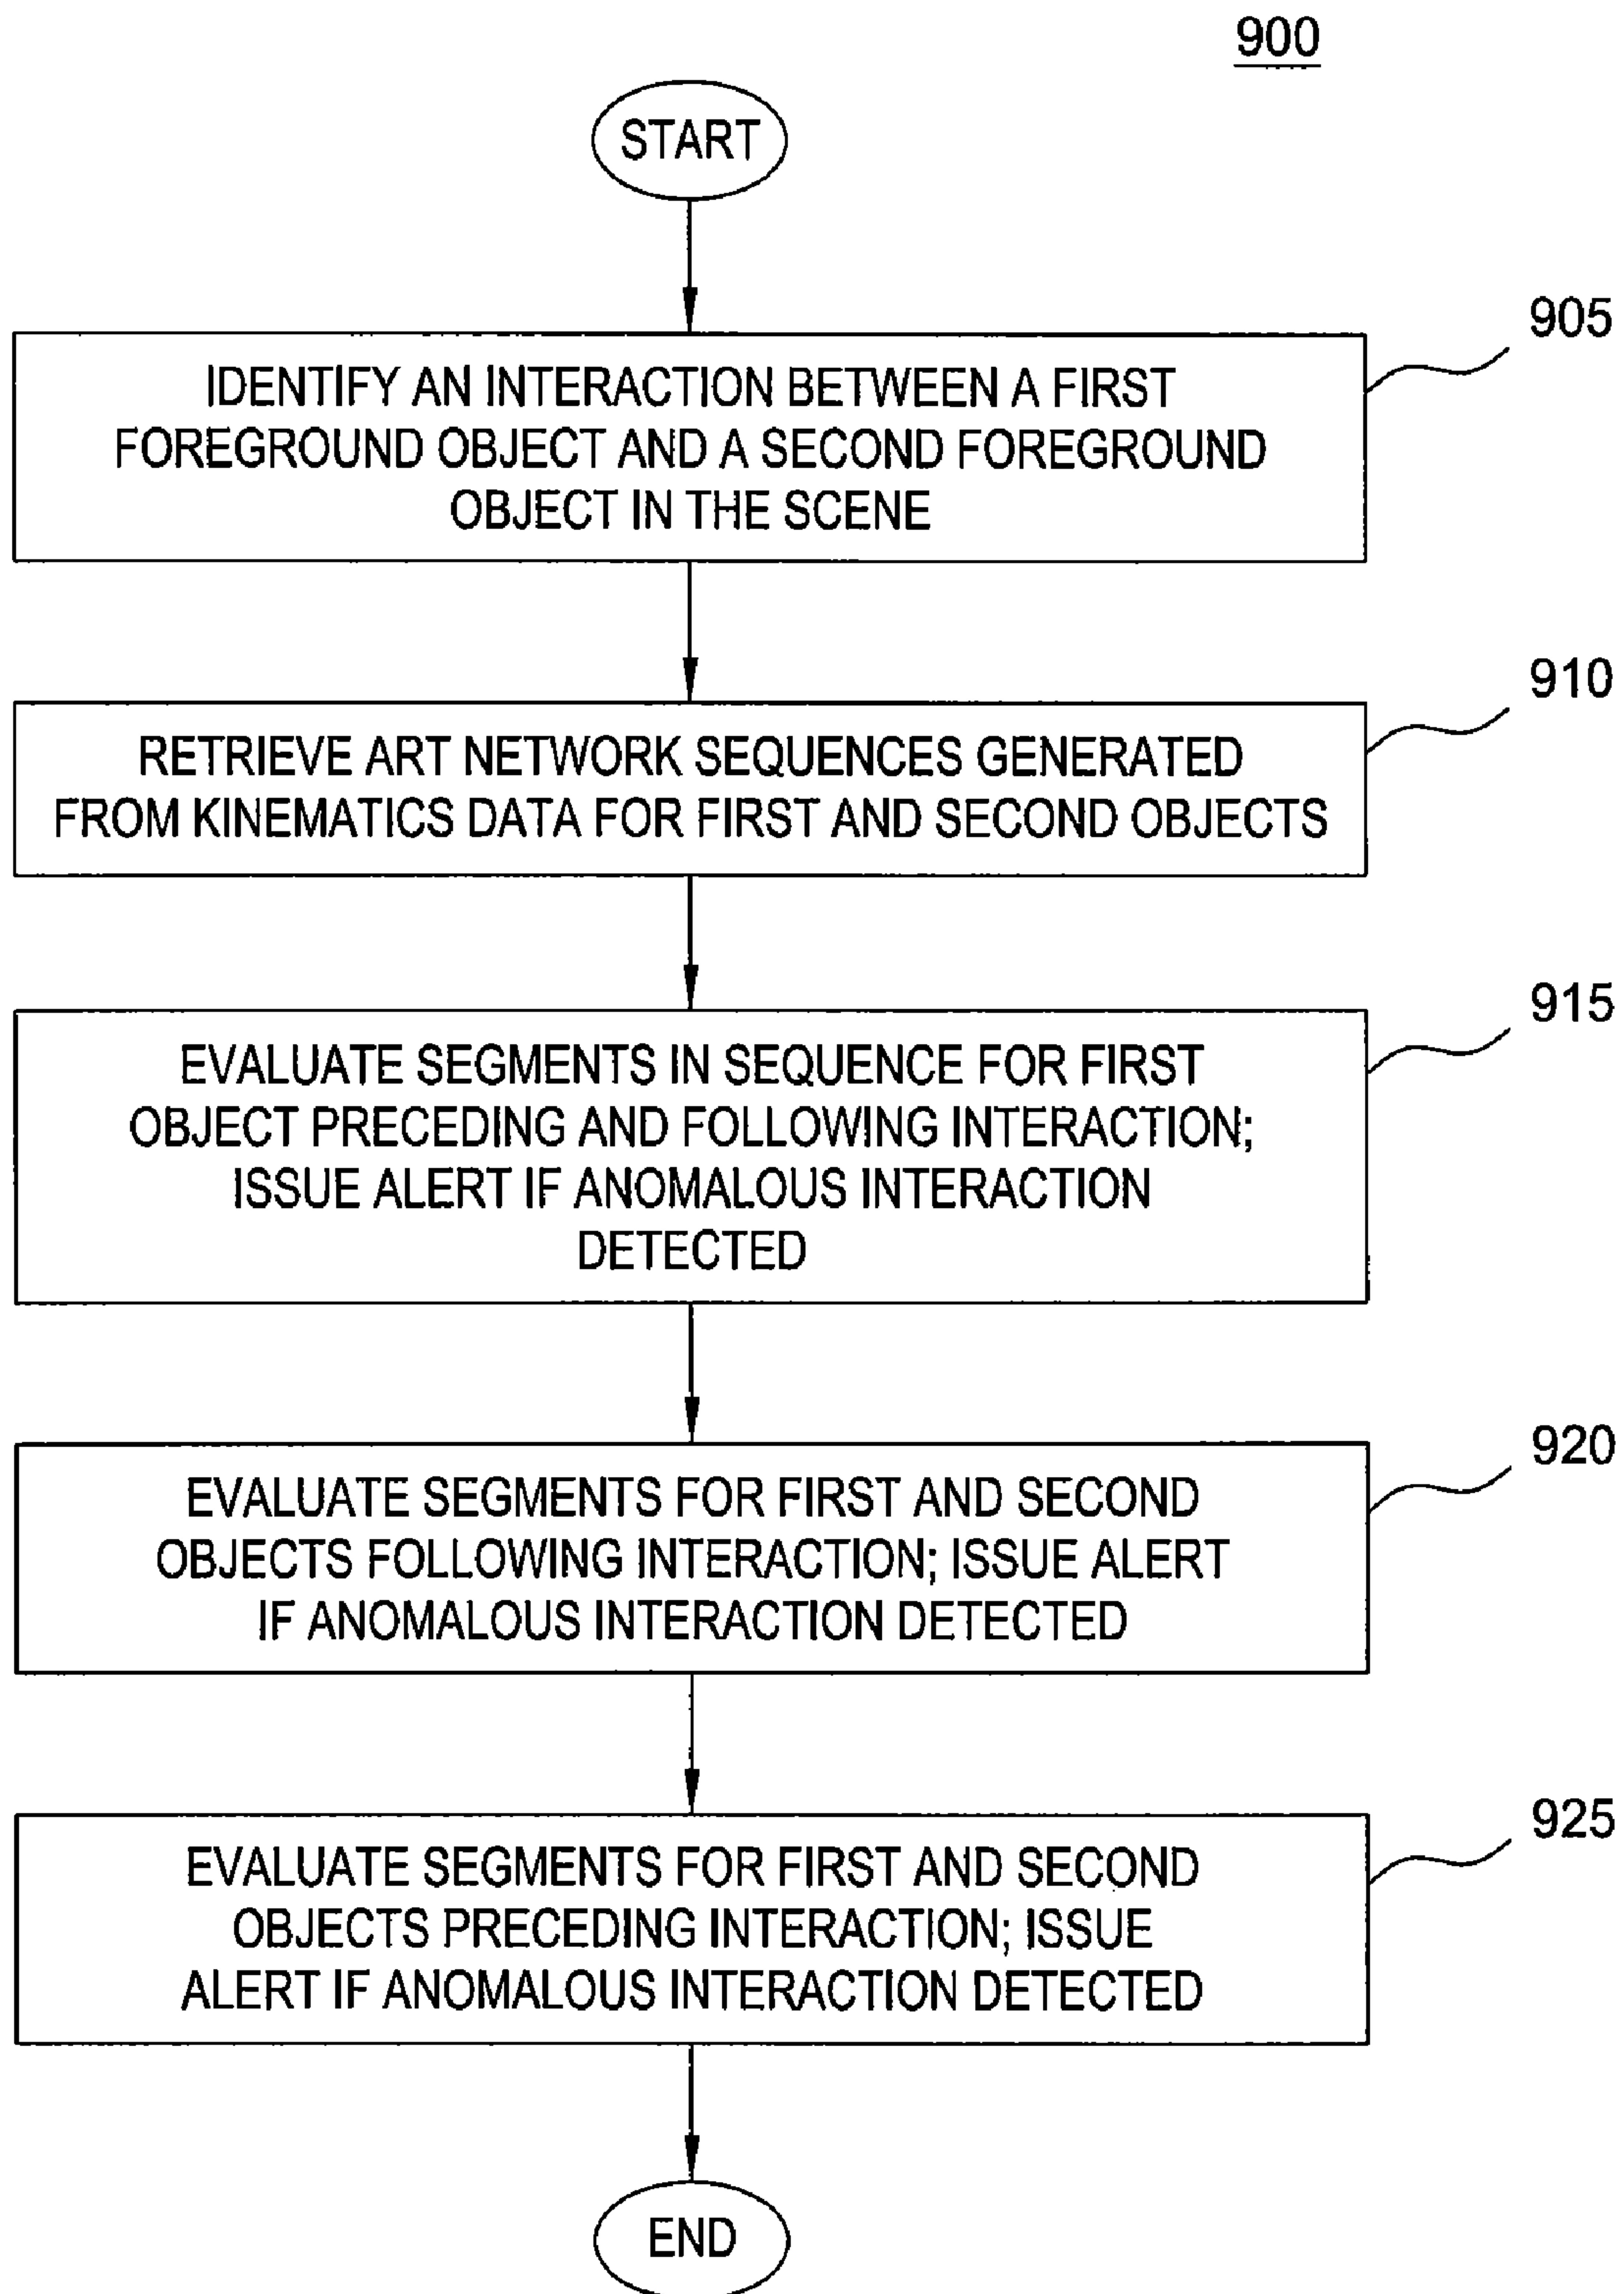 900
START
905
IDENTIFY AN INTERACTION BETWEEN A FIRST
FOREGROUND OBJECT AND A SECOND FOREGROUND
OBJECT IN THE SCENE
910
RETRIEVE ART NETWORK SEQUENCES GENERATED
FROM KINEMATICS DATA FOR FIRST AND SECOND OBJECTS
915
EVALUATE SEGMENTS IN SEQUENCE FOR FIRST
OBJECT PRECEDING AND FOLLOWING INTERACTION;
ISSUE ALERT IF ANOMALOUS INTERACTION
DETECTED
920
EVALUATE SEGMENTS FOR FIRST AND SECOND
OBJECTS FOLLOWING INTERACTION; ISSUE ALERT
IF ANOMALOUS INTERACTION DETECTED
925
EVALUATE SEGMENTS FOR FIRST AND SECOND
OBJECTS PRECEDING INTERACTION; ISSUE
ALERT IF ANOMALOUS INTERACTION DETECTED
END